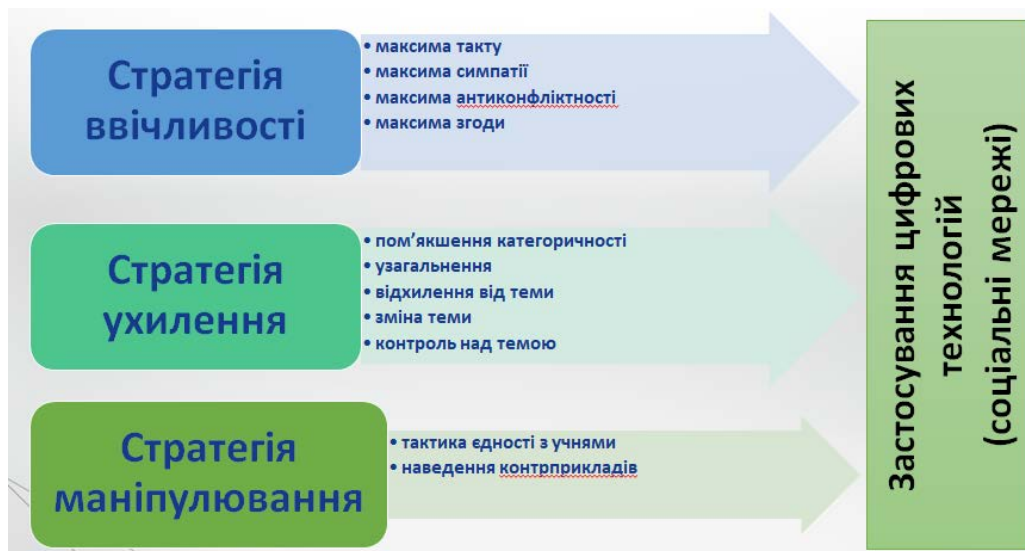 Стратегія
ввічливості
• максима такту
• максима симпатії
• максима антиконфліктності
• максима згоди
Стратегія
ухилення
• пом’якшення категоричності
• узагальнення
• відхилення від теми
• зміна теми
• контроль над темою
Стратегія
маніпулювання
• тактика єдності з учнями
• наведення контрприкладів
Застосування цифрових
технологій
(соціальні мережі)